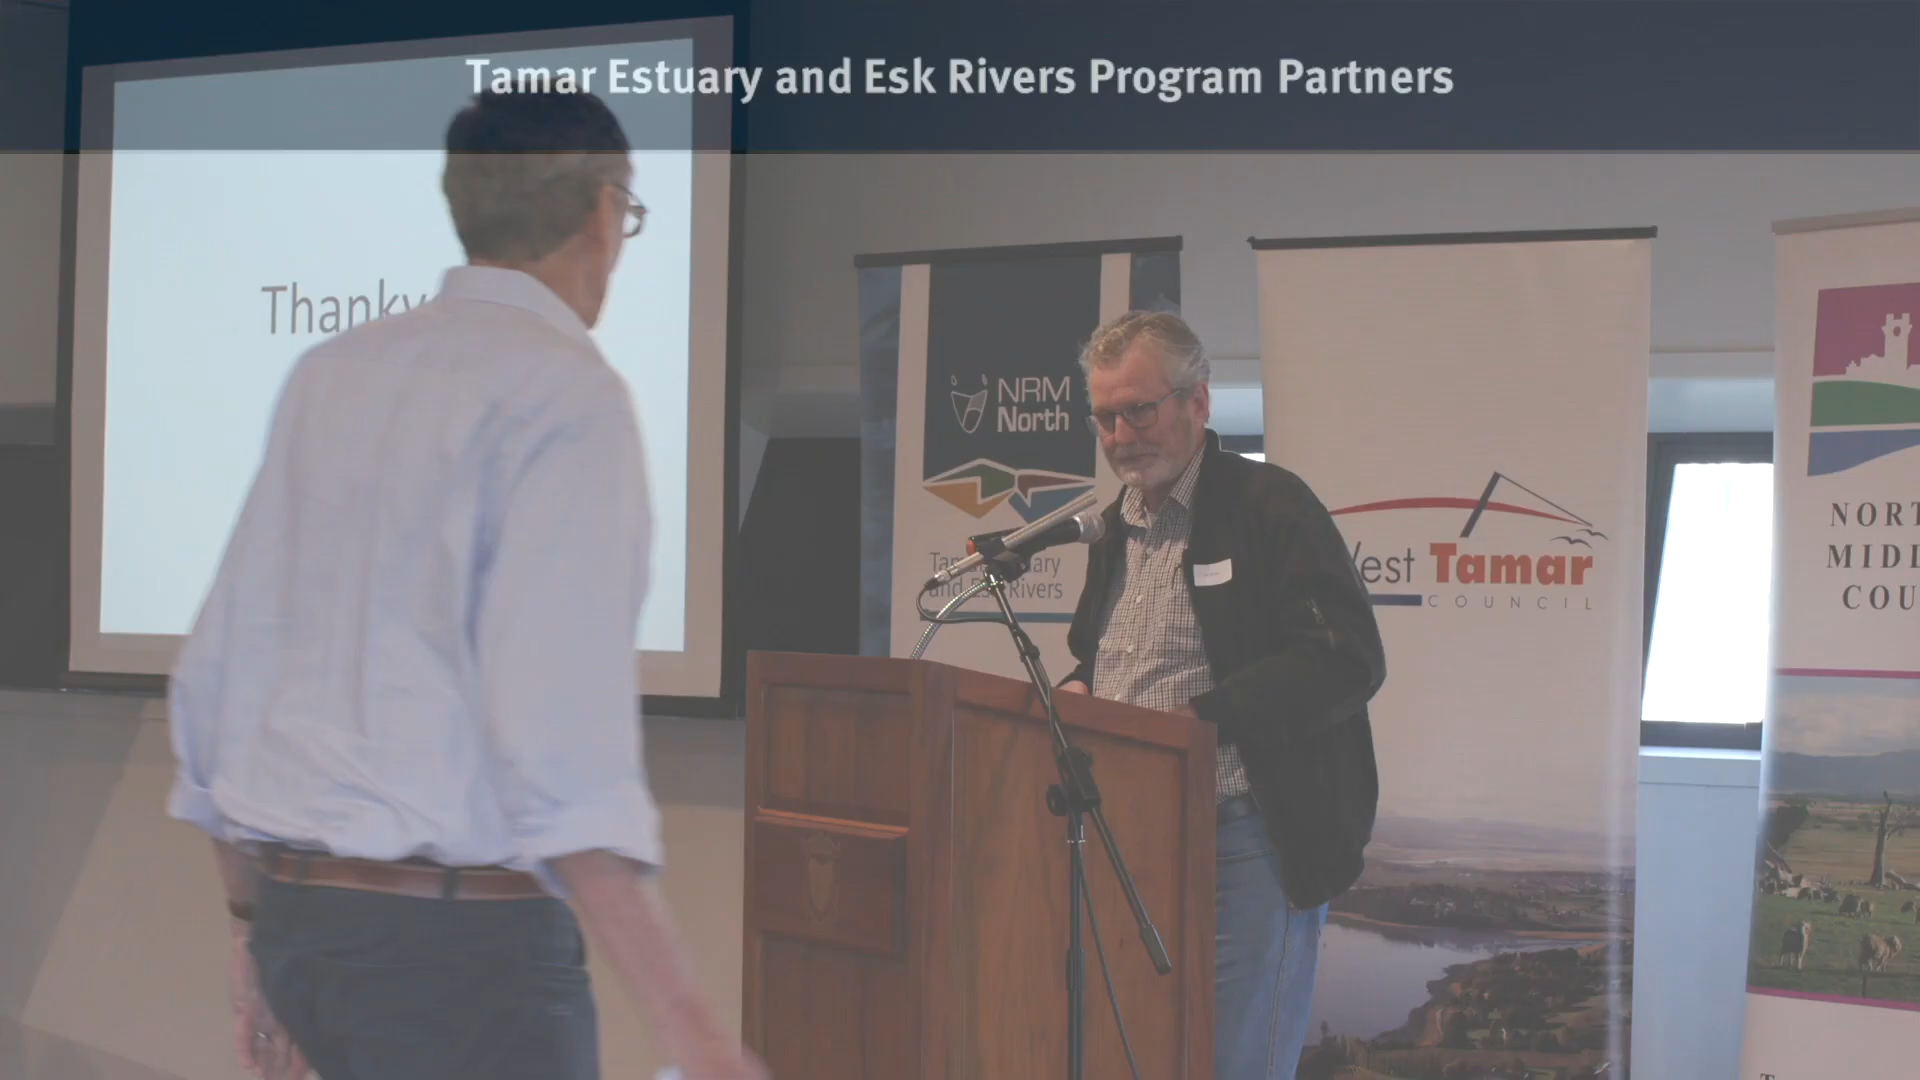 Tamar Estuary and Esk Rivers Program Partners
Thanky
NRM
North
Tamar Estuary
and Esk Rivers
West Tamar
COUNCIL
NORT
MIDL
COU